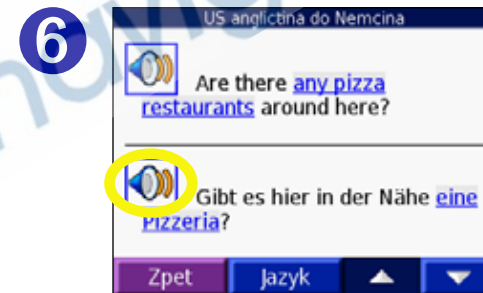 6
US anglictina do Nemcina
Are there any pizza
restaurants around here?
Gibt es hier in der Nähe eine
Pizzeria?
Zpet
Jazyk